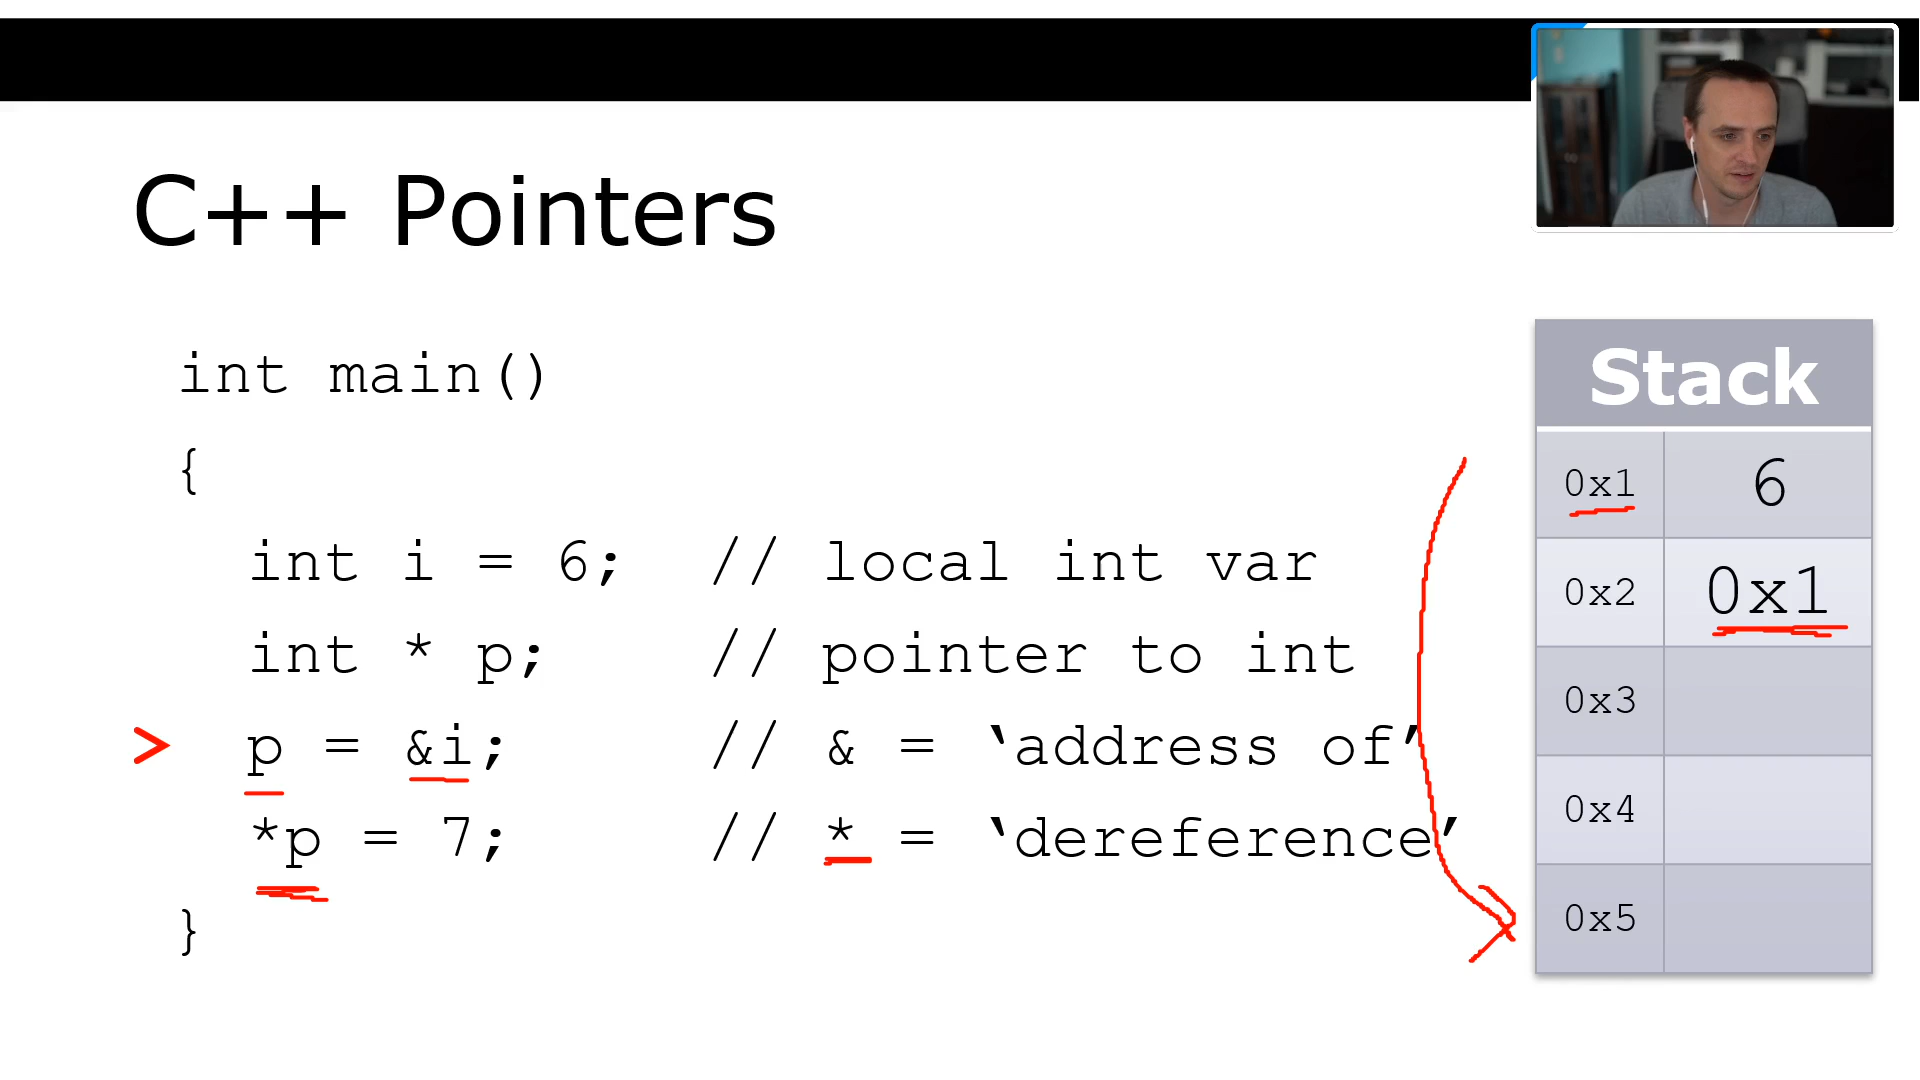 C++ Pointers
int main()
{
int i = 6; // local int var
int * p; // pointer to int
> p = &i; // & = ‘address of’
*p = 7; // * = ‘dereference’
}
Stack
0x1 6
0x2 0x1
0x3
0x4
0x5